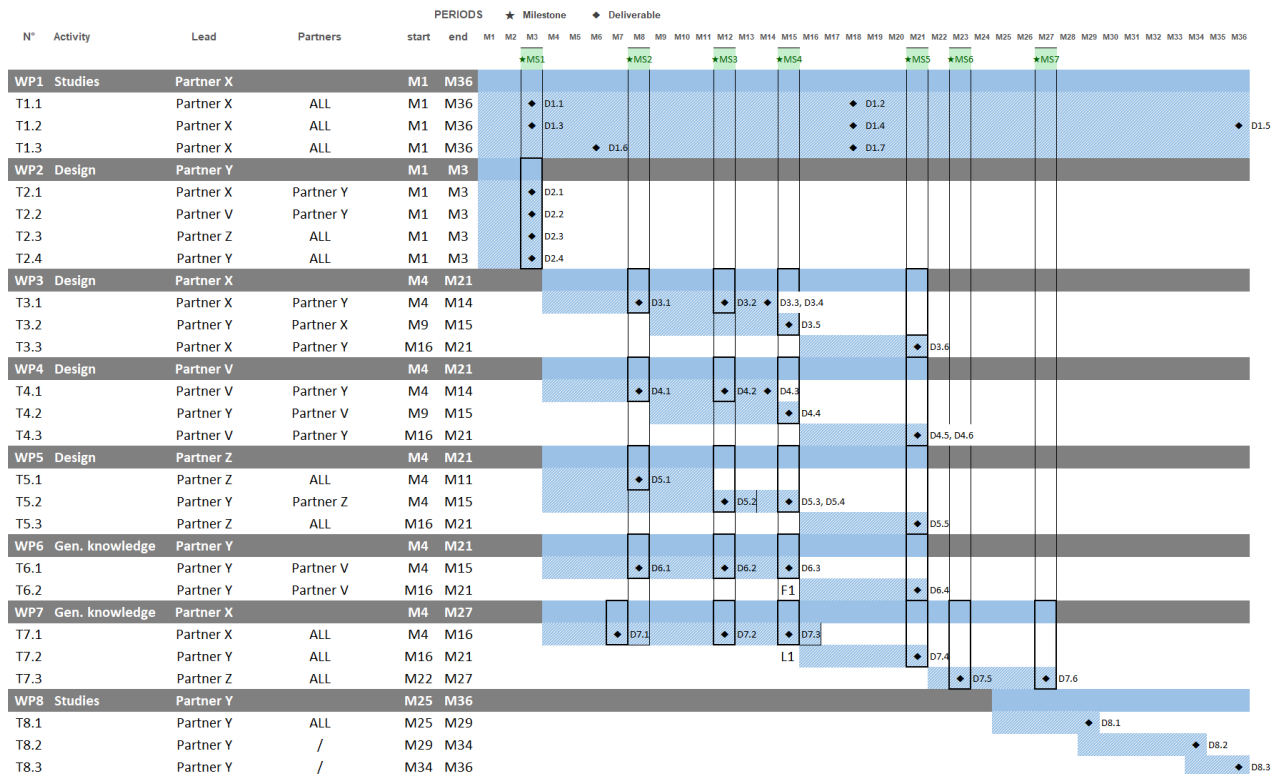 PERIODS ★ Milestone ◆ Deliverable
N° Activity Lead Partners start end M1 M2 M3 M4 M5 M6 M7 M8 M9 M10 M11 M12 M13 M14 M15 M16 M17 M18 M19 M20 M21 M22 M23 M24 M25 M26 M27 M28 M29 M30 M31 M32 M33 M34 M35 M36
★MS1 ★MS2 ★MS3 ★MS4 ★MS5 ★MS6 ★MS7
WP1 Studies Partner X M1 M36
T1.1 Partner X ALL M1 M36 ◆ D1.1 ◆ D1.2
T1.2 Partner X ALL M1 M36 ◆ D1.3 ◆ D1.4 ◆ D1.5
T1.3 Partner X ALL M1 M36 ◆ D1.6 ◆ D1.7
WP2 Design Partner Y M1 M3
T2.1 Partner X Partner Y M1 M3 ◆ D2.1
T2.2 Partner V Partner Y M1 M3 ◆ D2.2
T2.3 Partner Z ALL M1 M3 ◆ D2.3
T2.4 Partner Y ALL M1 M3 ◆ D2.4
WP3 Design Partner X M4 M21
T3.1 Partner X Partner Y M4 M14 ◆ D3.1 ◆ D3.2 ◆ D3.3, D3.4
T3.2 Partner Y Partner X M9 M15 ◆ D3.5
T3.3 Partner X Partner Y M16 M21 ◆ D3.6
WP4 Design Partner V M4 M21
T4.1 Partner V Partner Y M4 M14 ◆ D4.1 ◆ D4.2 ◆ D4.3
T4.2 Partner Y Partner V M9 M15 ◆ D4.4
T4.3 Partner V Partner Y M16 M21 ◆ D4.5, D4.6
WP5 Design Partner Z M4 M21
T5.1 Partner Z ALL M4 M11 ◆ D5.1
T5.2 Partner Y Partner Z M4 M15 ◆ D5.2 ◆ D5.3, D5.4
T5.3 Partner Z ALL M16 M21 ◆ D5.5
WP6 Gen. knowledge Partner Y M4 M21
T6.1 Partner Y Partner V M4 M15 ◆ D6.1 ◆ D6.2 ◆ D6.3
T6.2 Partner Y Partner V M16 M21 F1 ◆ D6.4
WP7 Gen. knowledge Partner X M4 M27
T7.1 Partner X ALL M4 M16 ◆ D7.1 ◆ D7.2 ◆ D7.3
T7.2 Partner Y ALL M16 M21 L1 ◆ D7.4
T7.3 Partner Z ALL M22 M27 ◆ D7.5 ◆ D7.6
WP8 Studies Partner Y M25 M36
T8.1 Partner Y ALL M25 M29 ◆ D8.1
T8.2 Partner Y / M29 M34 ◆ D8.2
T8.3 Partner Y / M34 M36 ◆ D8.3